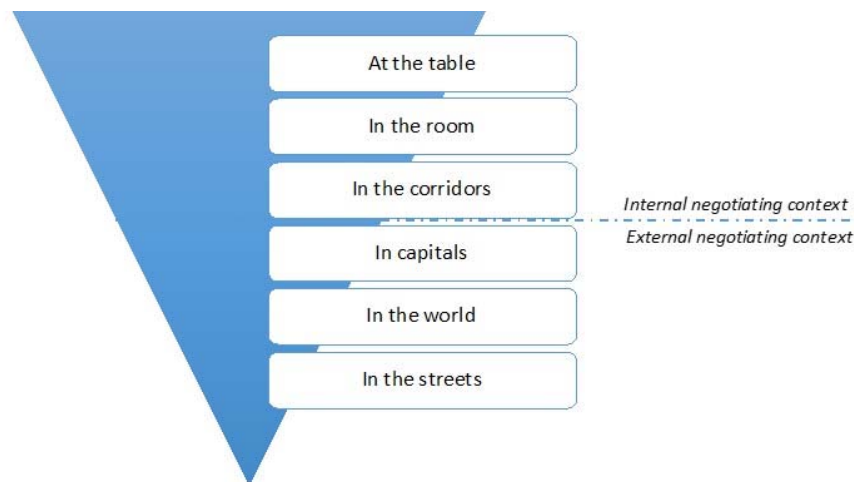 At the table
In the room
In the corridors
Internal negotiating context
External negotiating context
In capitals
In the world
In the streets